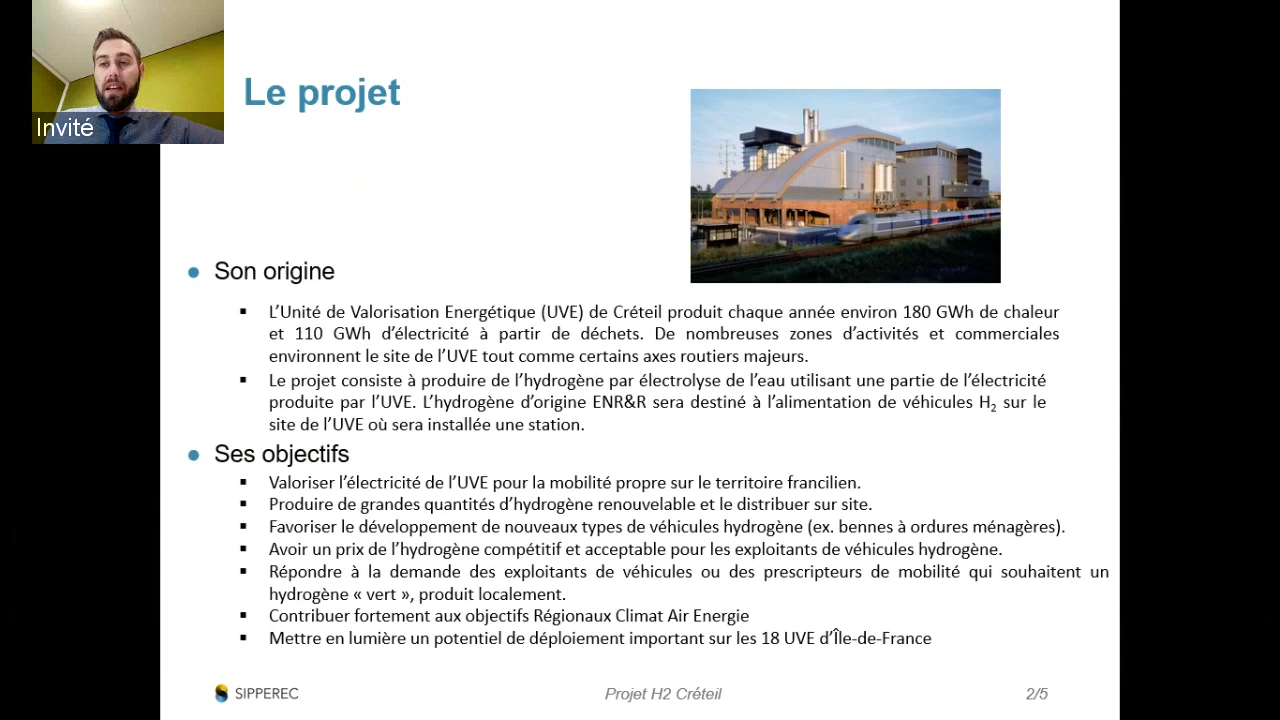 Invité
Le projet
Son origine
L’Unité de Valorisation Energétique (UVE) de Créteil produit chaque année environ 180 GWh de chaleur
et 110 GWh d’électricité à partir de déchets. De nombreuses zones d’activités et commerciales
environnent le site de l’UVE tout comme certains axes routiers majeurs.
Le projet consiste à produire de l’hydrogène par électrolyse de l’eau utilisant une partie de l’électricité
produite par l’UVE. L’hydrogène d’origine ENR&R sera destiné à l’alimentation de véhicules H₂ sur le
site de l’UVE où sera installée une station.
Ses objectifs
Valoriser l’électricité de l’UVE pour la mobilité propre sur le territoire francilien.
Produire de grandes quantités d’hydrogène renouvelable et le distribuer sur site.
Favoriser le développement de nouveaux types de véhicules hydrogène (ex. bennes à ordures ménagères).
Avoir un prix de l’hydrogène compétitif et acceptable pour les exploitants de véhicules hydrogène.
Répondre à la demande des exploitants de véhicules ou des prescripteurs de mobilité qui souhaitent un
hydrogène « vert », produit localement.
Contribuer fortement aux objectifs Régionaux Climat Air Energie
Mettre en lumière un potentiel de déploiement important sur les 18 UVE d’Île-de-France
SIPPEREC
Projet H2 Créteil
2/5